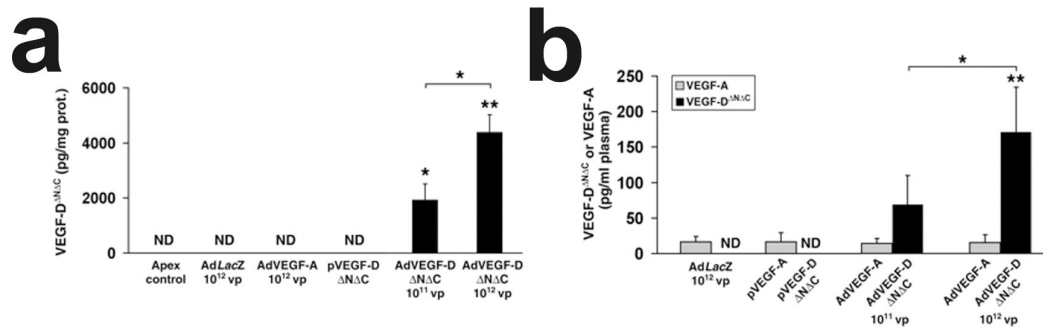 a
VEGF-DΔNΔC (pg/mg prot.)
6000
4000
2000
0
*
*
**
ND ND ND ND
Apex
control
AdLacZ
10¹² vp
AdVEGF-A
10¹² vp
pVEGF-D
ΔNΔC
AdVEGF-D
ΔNΔC
10¹¹ vp
AdVEGF-D
ΔNΔC
10¹² vp
b
VEGF-DΔNΔC or VEGF-A
(pg/ml plasma)
250
200
150
100
50
0
VEGF-A
VEGF-DΔNΔC
*
**
ND
ND
AdLacZ
10¹² vp
pVEGF-A
pVEGF-D
ΔNΔC
AdVEGF-A
AdVEGF-D
ΔNΔC
10¹¹ vp
AdVEGF-A
AdVEGF-D
ΔNΔC
10¹² vp